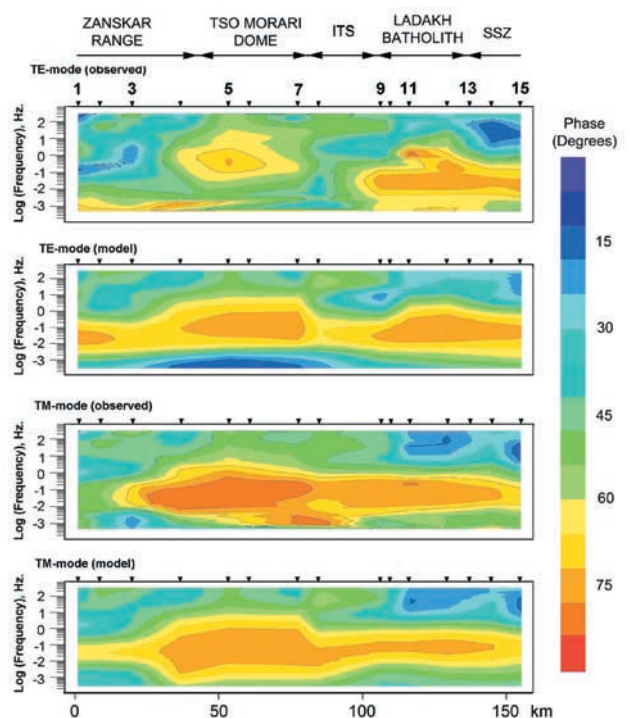 ZANSKAR RANGE
TSO MORARI DOME
ITS
LADAKH BATHOLITH
SSZ
TE-mode (observed)
1 3 5 7 9 11 13 15
Log (Frequency), Hz.
2
1
0
-1
-2
-3
TE-mode (model)
Log (Frequency), Hz.
2
1
0
-1
-2
-3
TM-mode (observed)
Log (Frequency), Hz.
2
1
0
-1
-2
-3
TM-mode (model)
Log (Frequency), Hz.
2
1
0
-1
-2
-3
0 50 100 150 km
Phase
(Degrees)
15
30
45
60
75